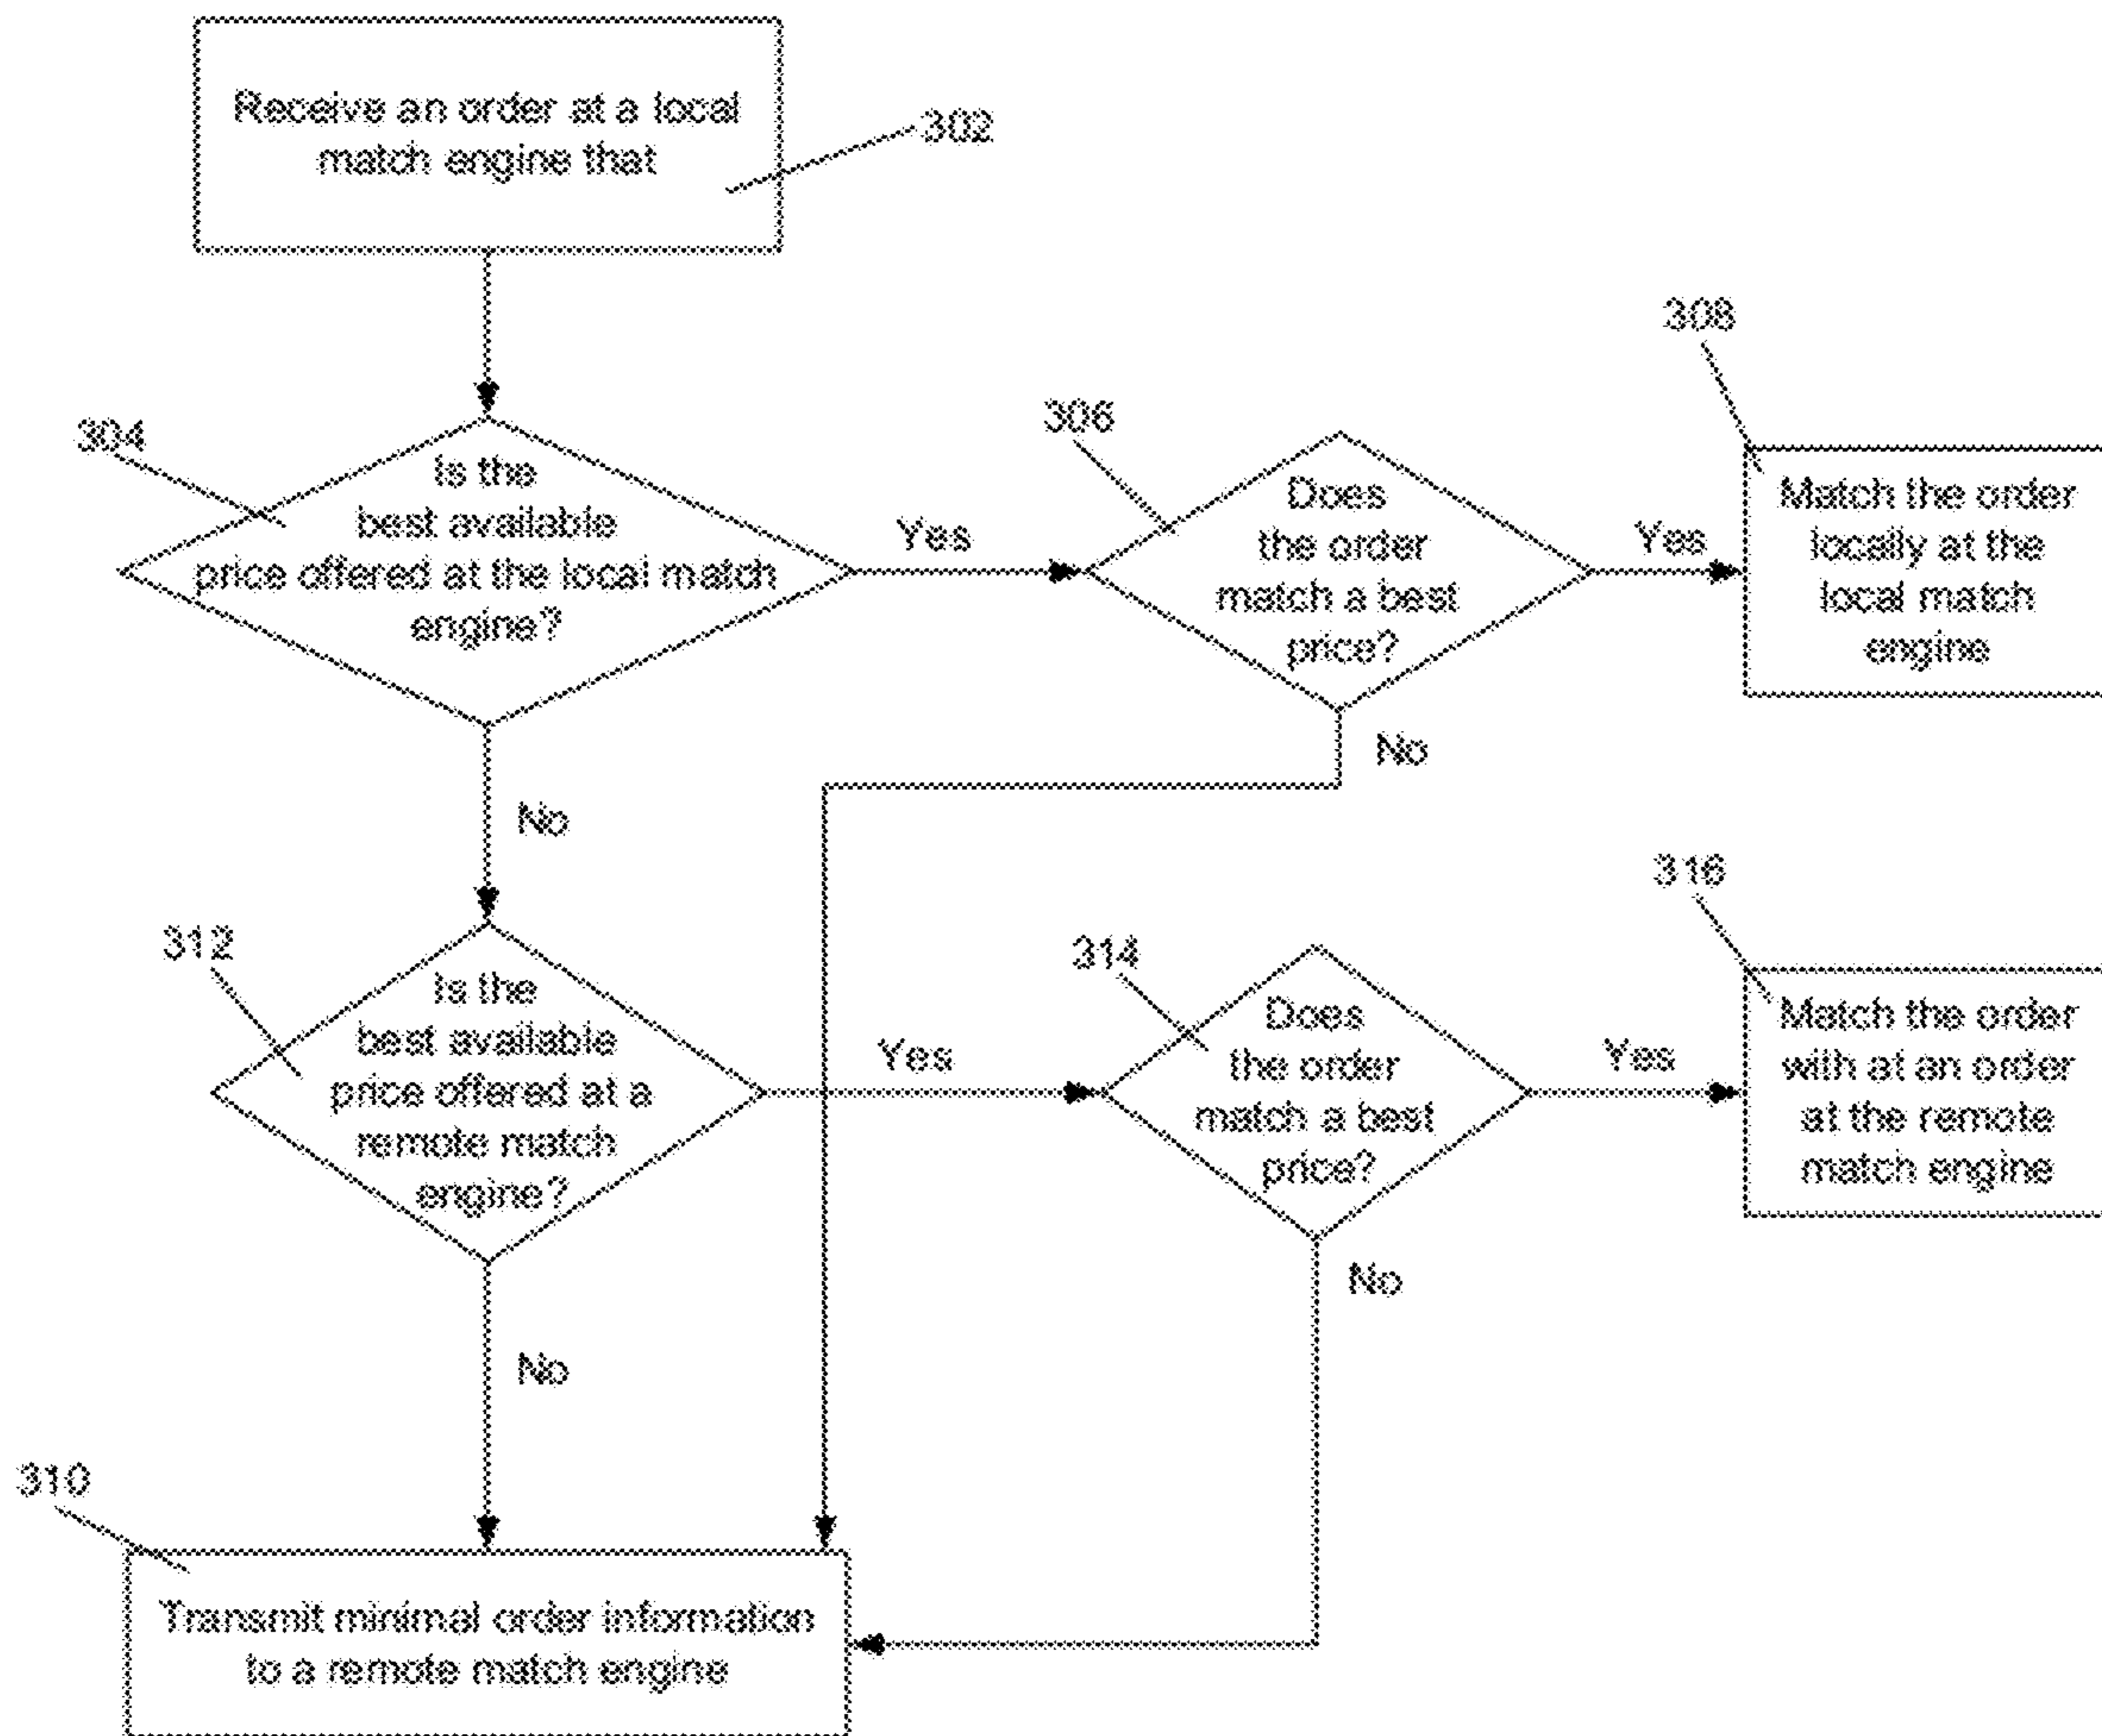 Receive an order at a local
match engine that
302
304
Is the
best available
price offered at the local match
engine?
Yes
306
Does
the order
match a best
price?
Yes
308
Match the order
locally at the
local match
engine
No
No
312
Is the
best available
price offered at a
remote match
engine?
Yes
314
Does
the order
match a best
price?
Yes
316
Match the order
with at an order
at the remote
match engine
No
No
310
Transmit minimal order information
to a remote match engine